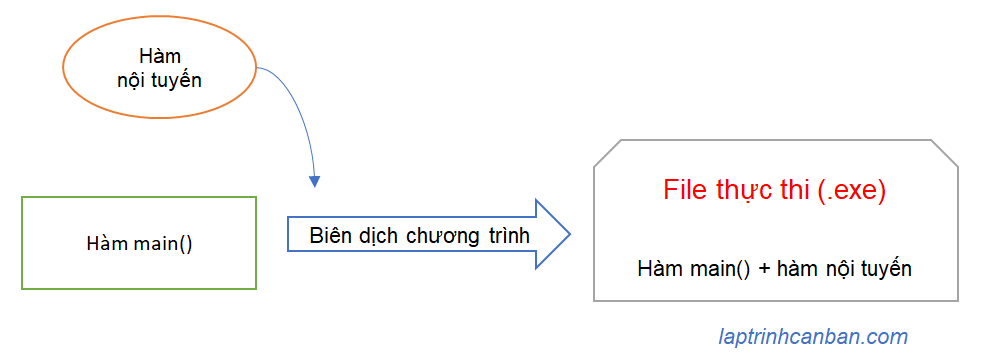 Hàm
nội tuyến
Hàm main()
Biên dịch chương trình
File thực thi (.exe)
Hàm main() + hàm nội tuyến
laptrinhcanban.com